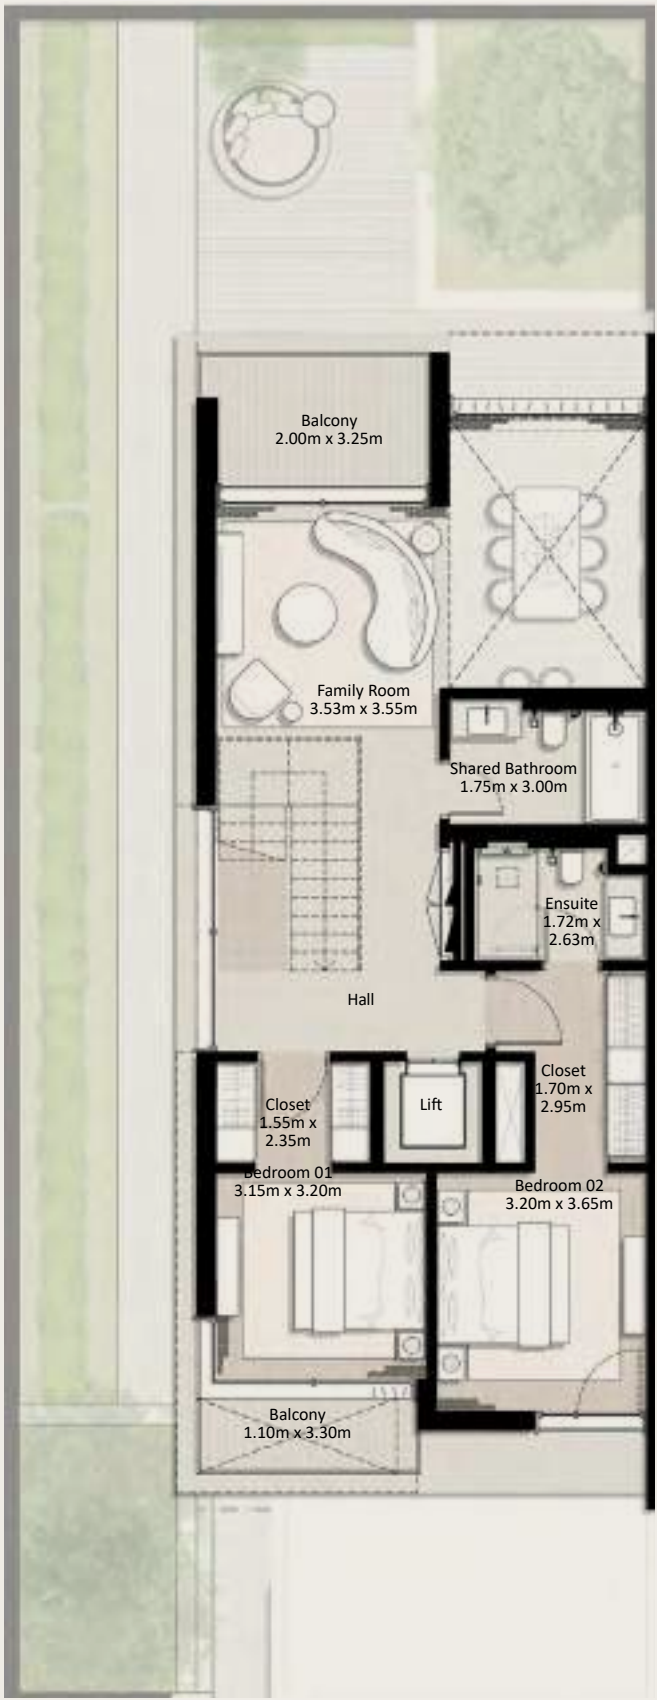 Balcony
2.00m x 3.25m
Family Room
3.53m x 3.55m
Shared Bathroom
1.75m x 3.00m
Ensuite
1.72m x
2.63m
Hall
Closet
1.70m x
2.95m
Lift
Closet
1.55m x
2.35m
Bedroom 01
3.15m x 3.20m
Bedroom 02
3.20m x 3.65m
Balcony
1.10m x 3.30m